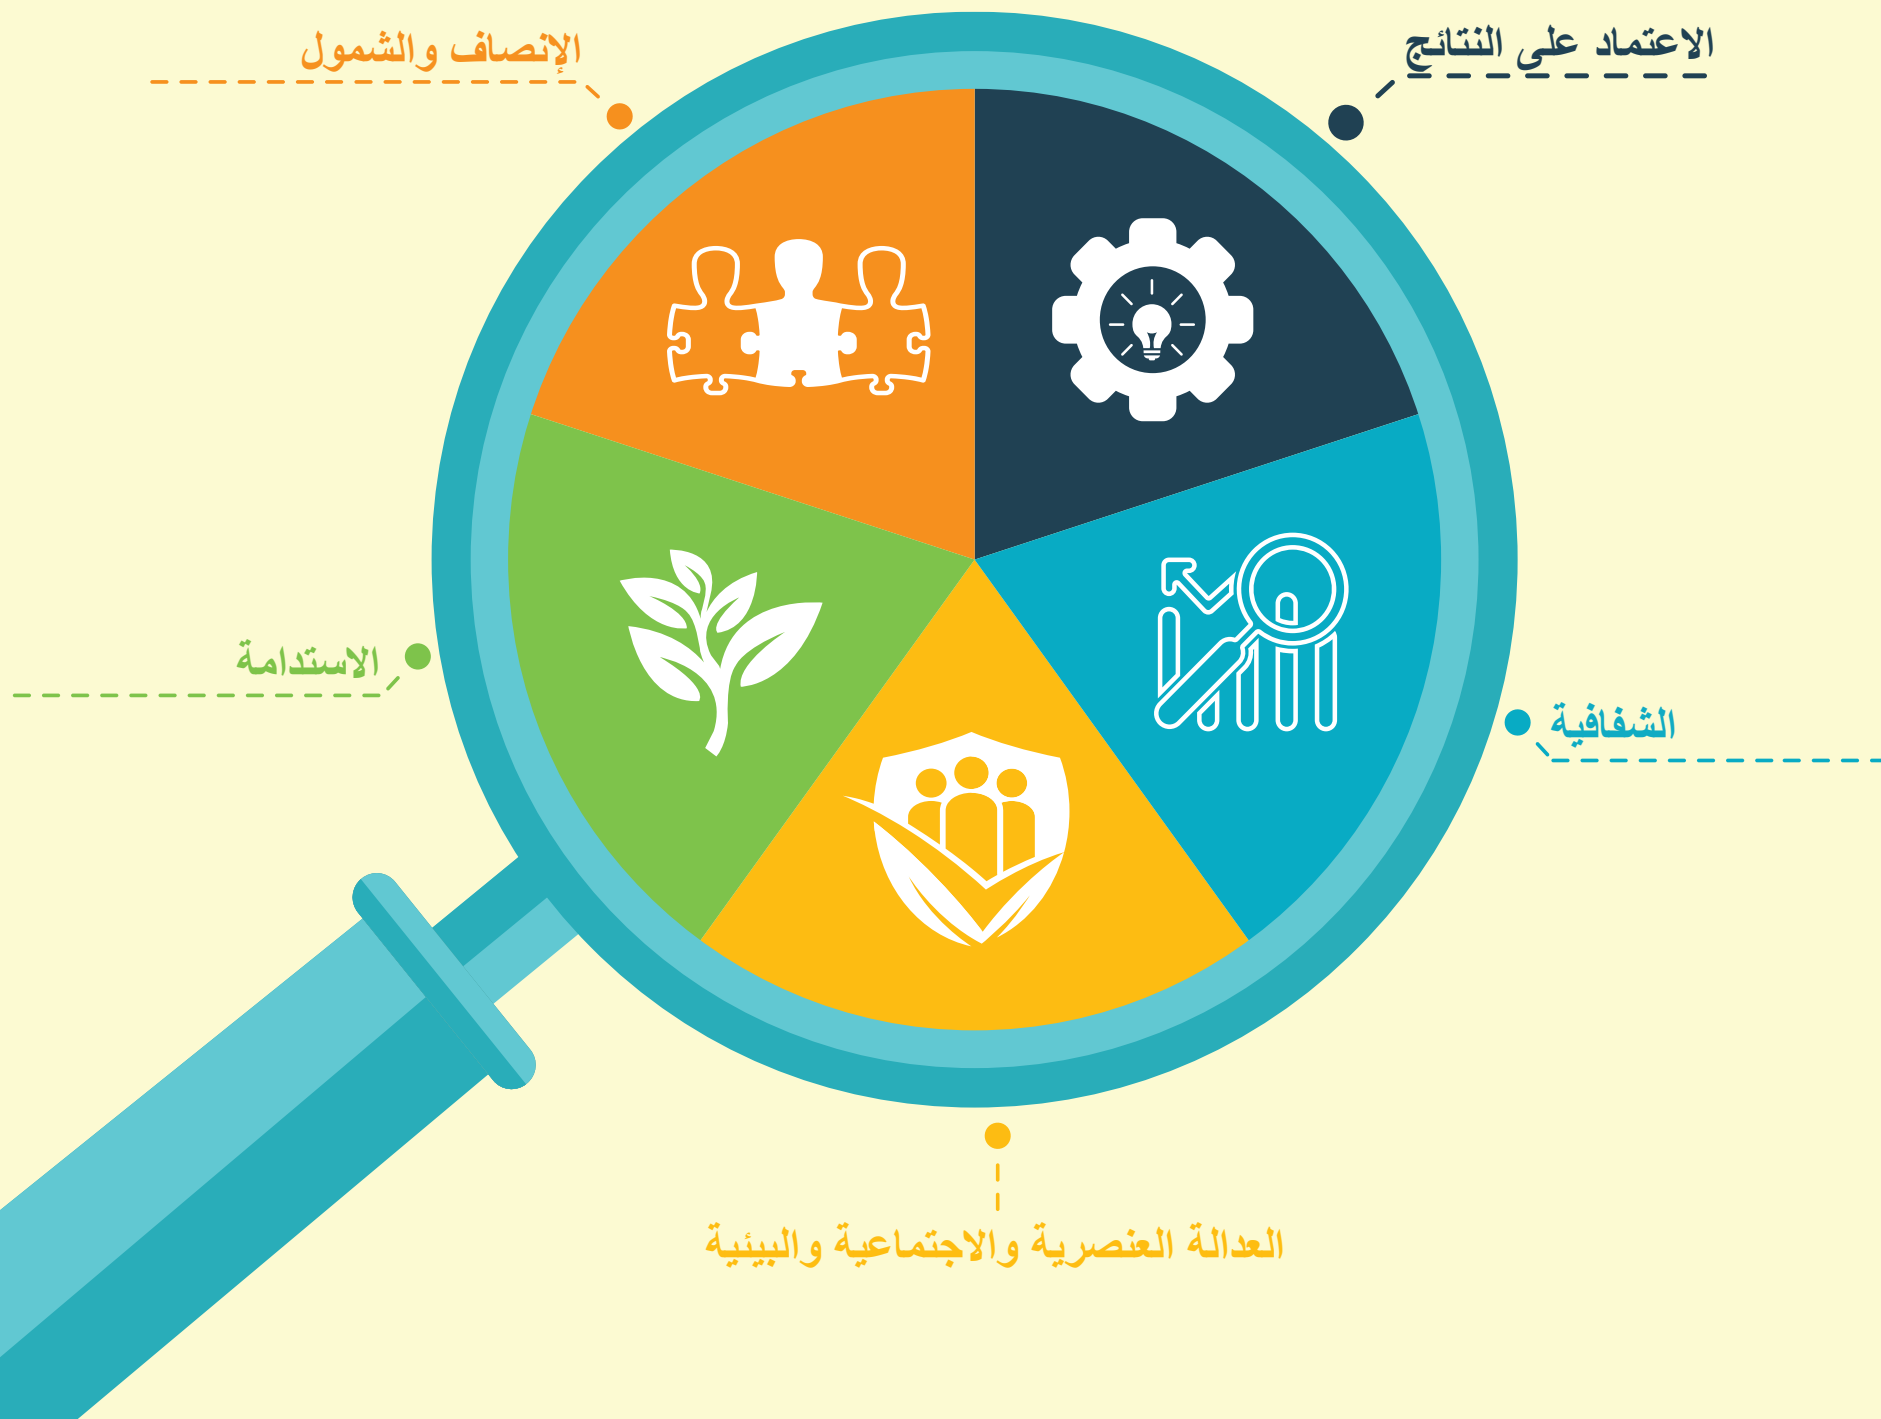 الاعتماد على النتائج
الإنصاف والشمول
الاستدامة
الشفافية
العدالة العنصرية والاجتماعية والبيئية